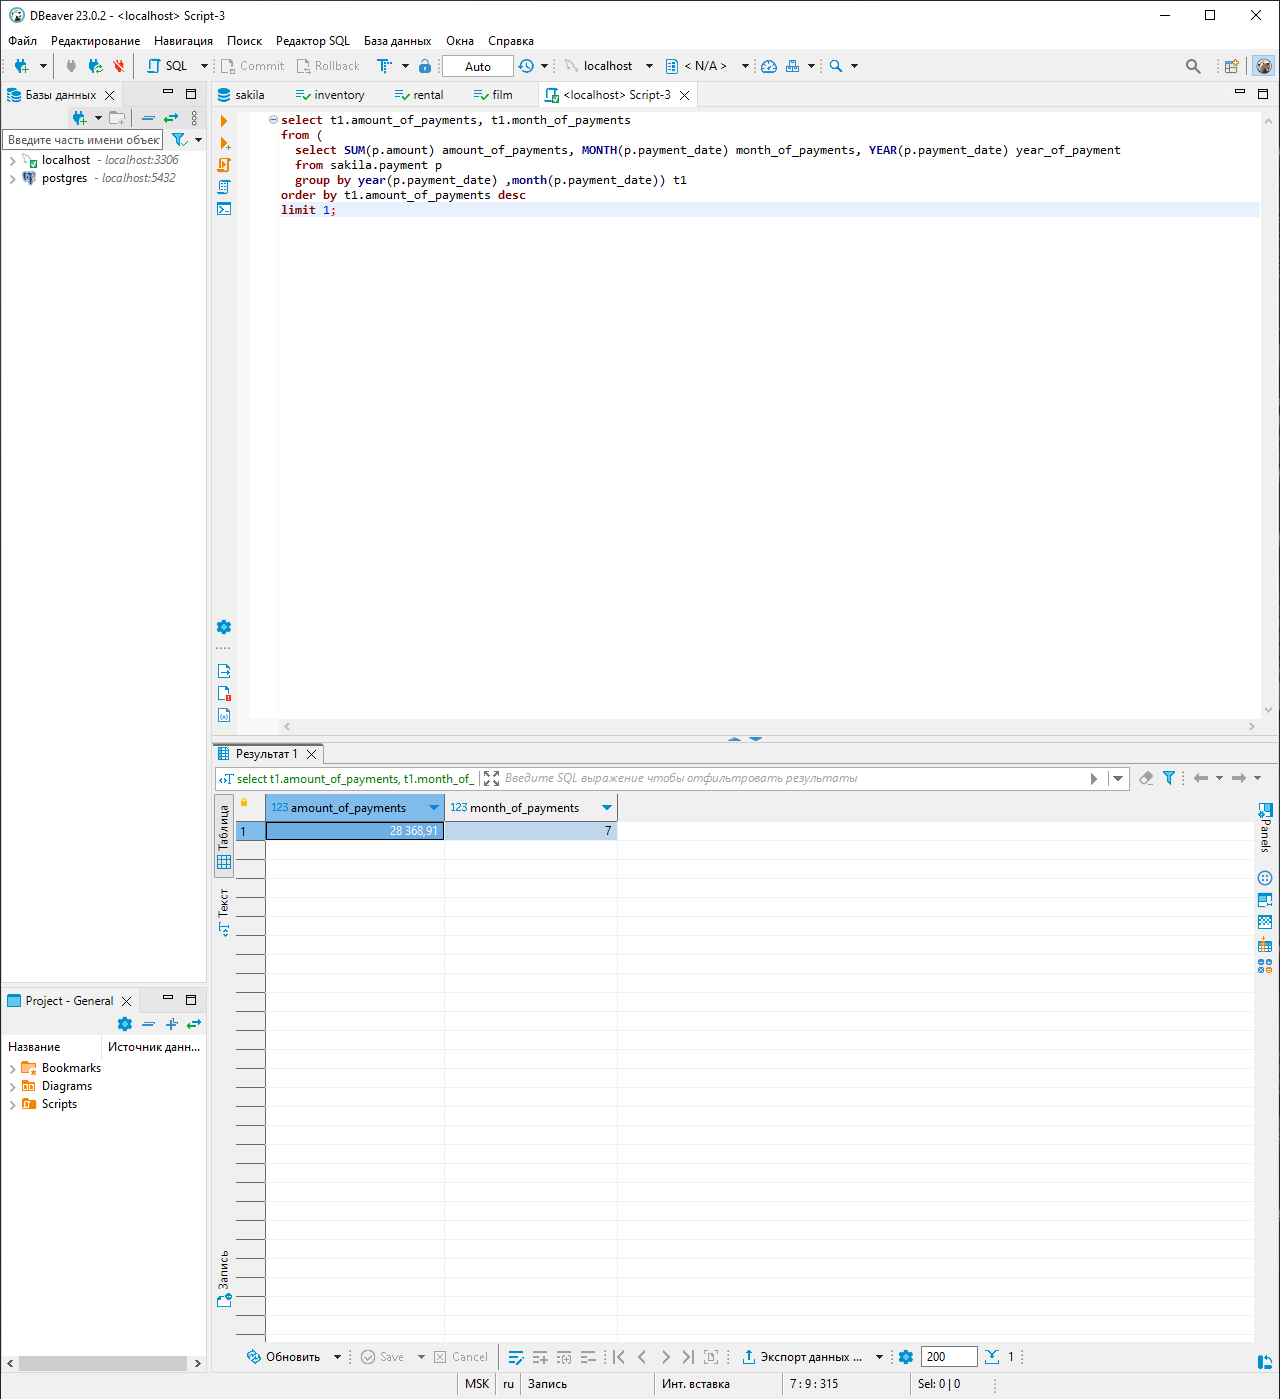 DBeaver 23.0.2 - <localhost> Script-3
Файл Редактирование Навигация Поиск Редактор SQL База данных Окна Справка
SQL Commit Rollback Auto localhost < N/A >
Базы данных
sakila inventory rental film <localhost> Script-3
Введите часть имени объек
localhost - localhost:3306
postgres - localhost:5432
select t1.amount_of_payments, t1.month_of_payments
from (
select SUM(p.amount) amount_of_payments, MONTH(p.payment_date) month_of_payments, YEAR(p.payment_date) year_of_payment
from sakila.payment p
group by year(p.payment_date) ,month(p.payment_date)) t1
order by t1.amount_of_payments desc
limit 1;
Результат 1
select t1.amount_of_payments, t1.month_of_
Введите SQL выражение чтобы отфильтровать результаты
Таблица
Текст
Запись
123 amount_of_payments 123 month_of_payments
1 28 368,91 7
Panels
Project - General
Название Источник данн...
Bookmarks
Diagrams
Scripts
Обновить Save Cancel Экспорт данных ... 200 1
MSK ru Запись Инт. вставка 7 : 9 : 315 Sel: 0 | 0